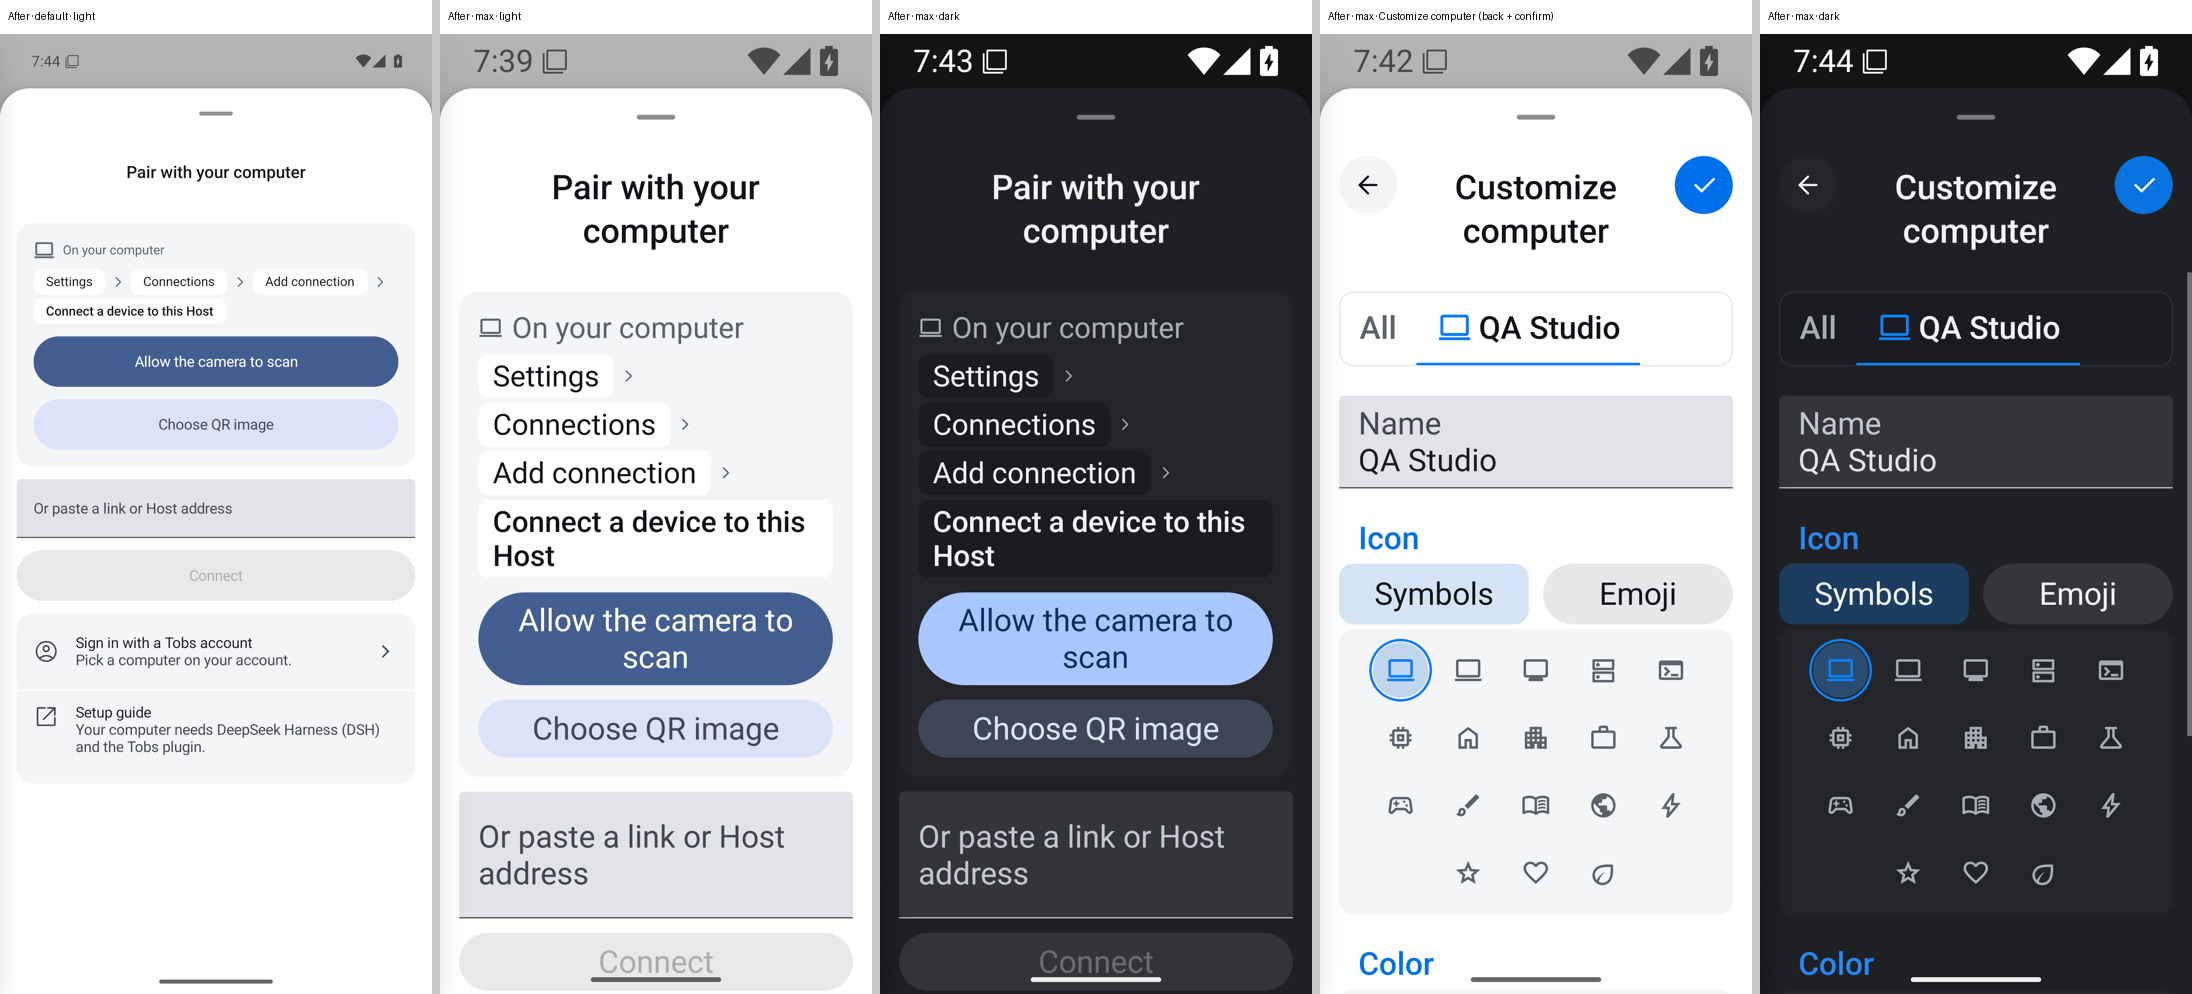 After · default · light
7:44
Pair with your computer
On your computer
Settings
Connections
Add connection
Connect a device to this Host
Allow the camera to scan
Choose QR image
Or paste a link or Host address
Connect
Sign in with a Tobs account
Pick a computer on your account.
Setup guide
Your computer needs DeepSeek Harness (DSH)
and the Tobs plugin.
After · max · light
7:39
Pair with your
computer
On your computer
Settings
Connections
Add connection
Connect a device to this
Host
Allow the camera to
scan
Choose QR image
Or paste a link or Host
address
Connect
After · max · dark
7:43
Pair with your
computer
On your computer
Settings
Connections
Add connection
Connect a device to this
Host
Allow the camera to
scan
Choose QR image
Or paste a link or Host
address
Connect
After · max · Customize computer (back + confirm)
7:42
Customize
computer
All
QA Studio
Name
QA Studio
Icon
Symbols
Emoji
Color
After · max · dark
7:44
Customize
computer
All
QA Studio
Name
QA Studio
Icon
Symbols
Emoji
Color